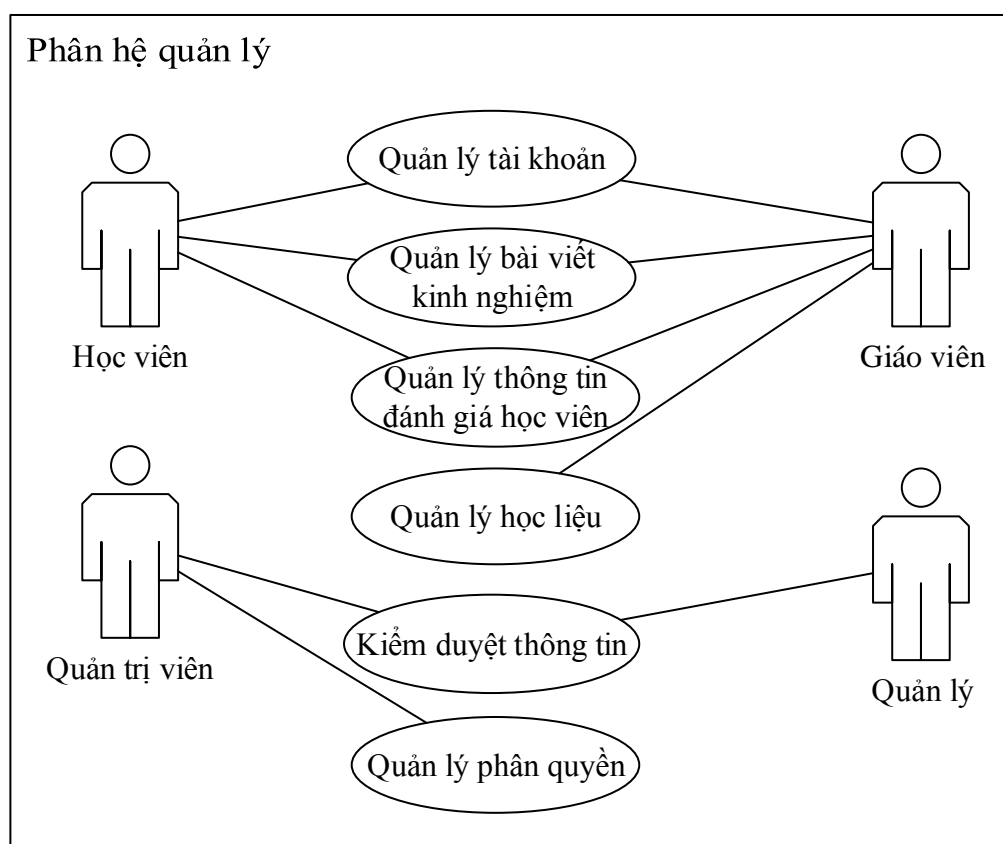 Phân hệ quản lý
Quản lý tài khoản
Quản lý bài viết
kinh nghiệm
Học viên
Giáo viên
Quản lý thông tin
đánh giá học viên
Quản lý học liệu
Kiểm duyệt thông tin
Quản trị viên
Quản lý
Quản lý phân quyền